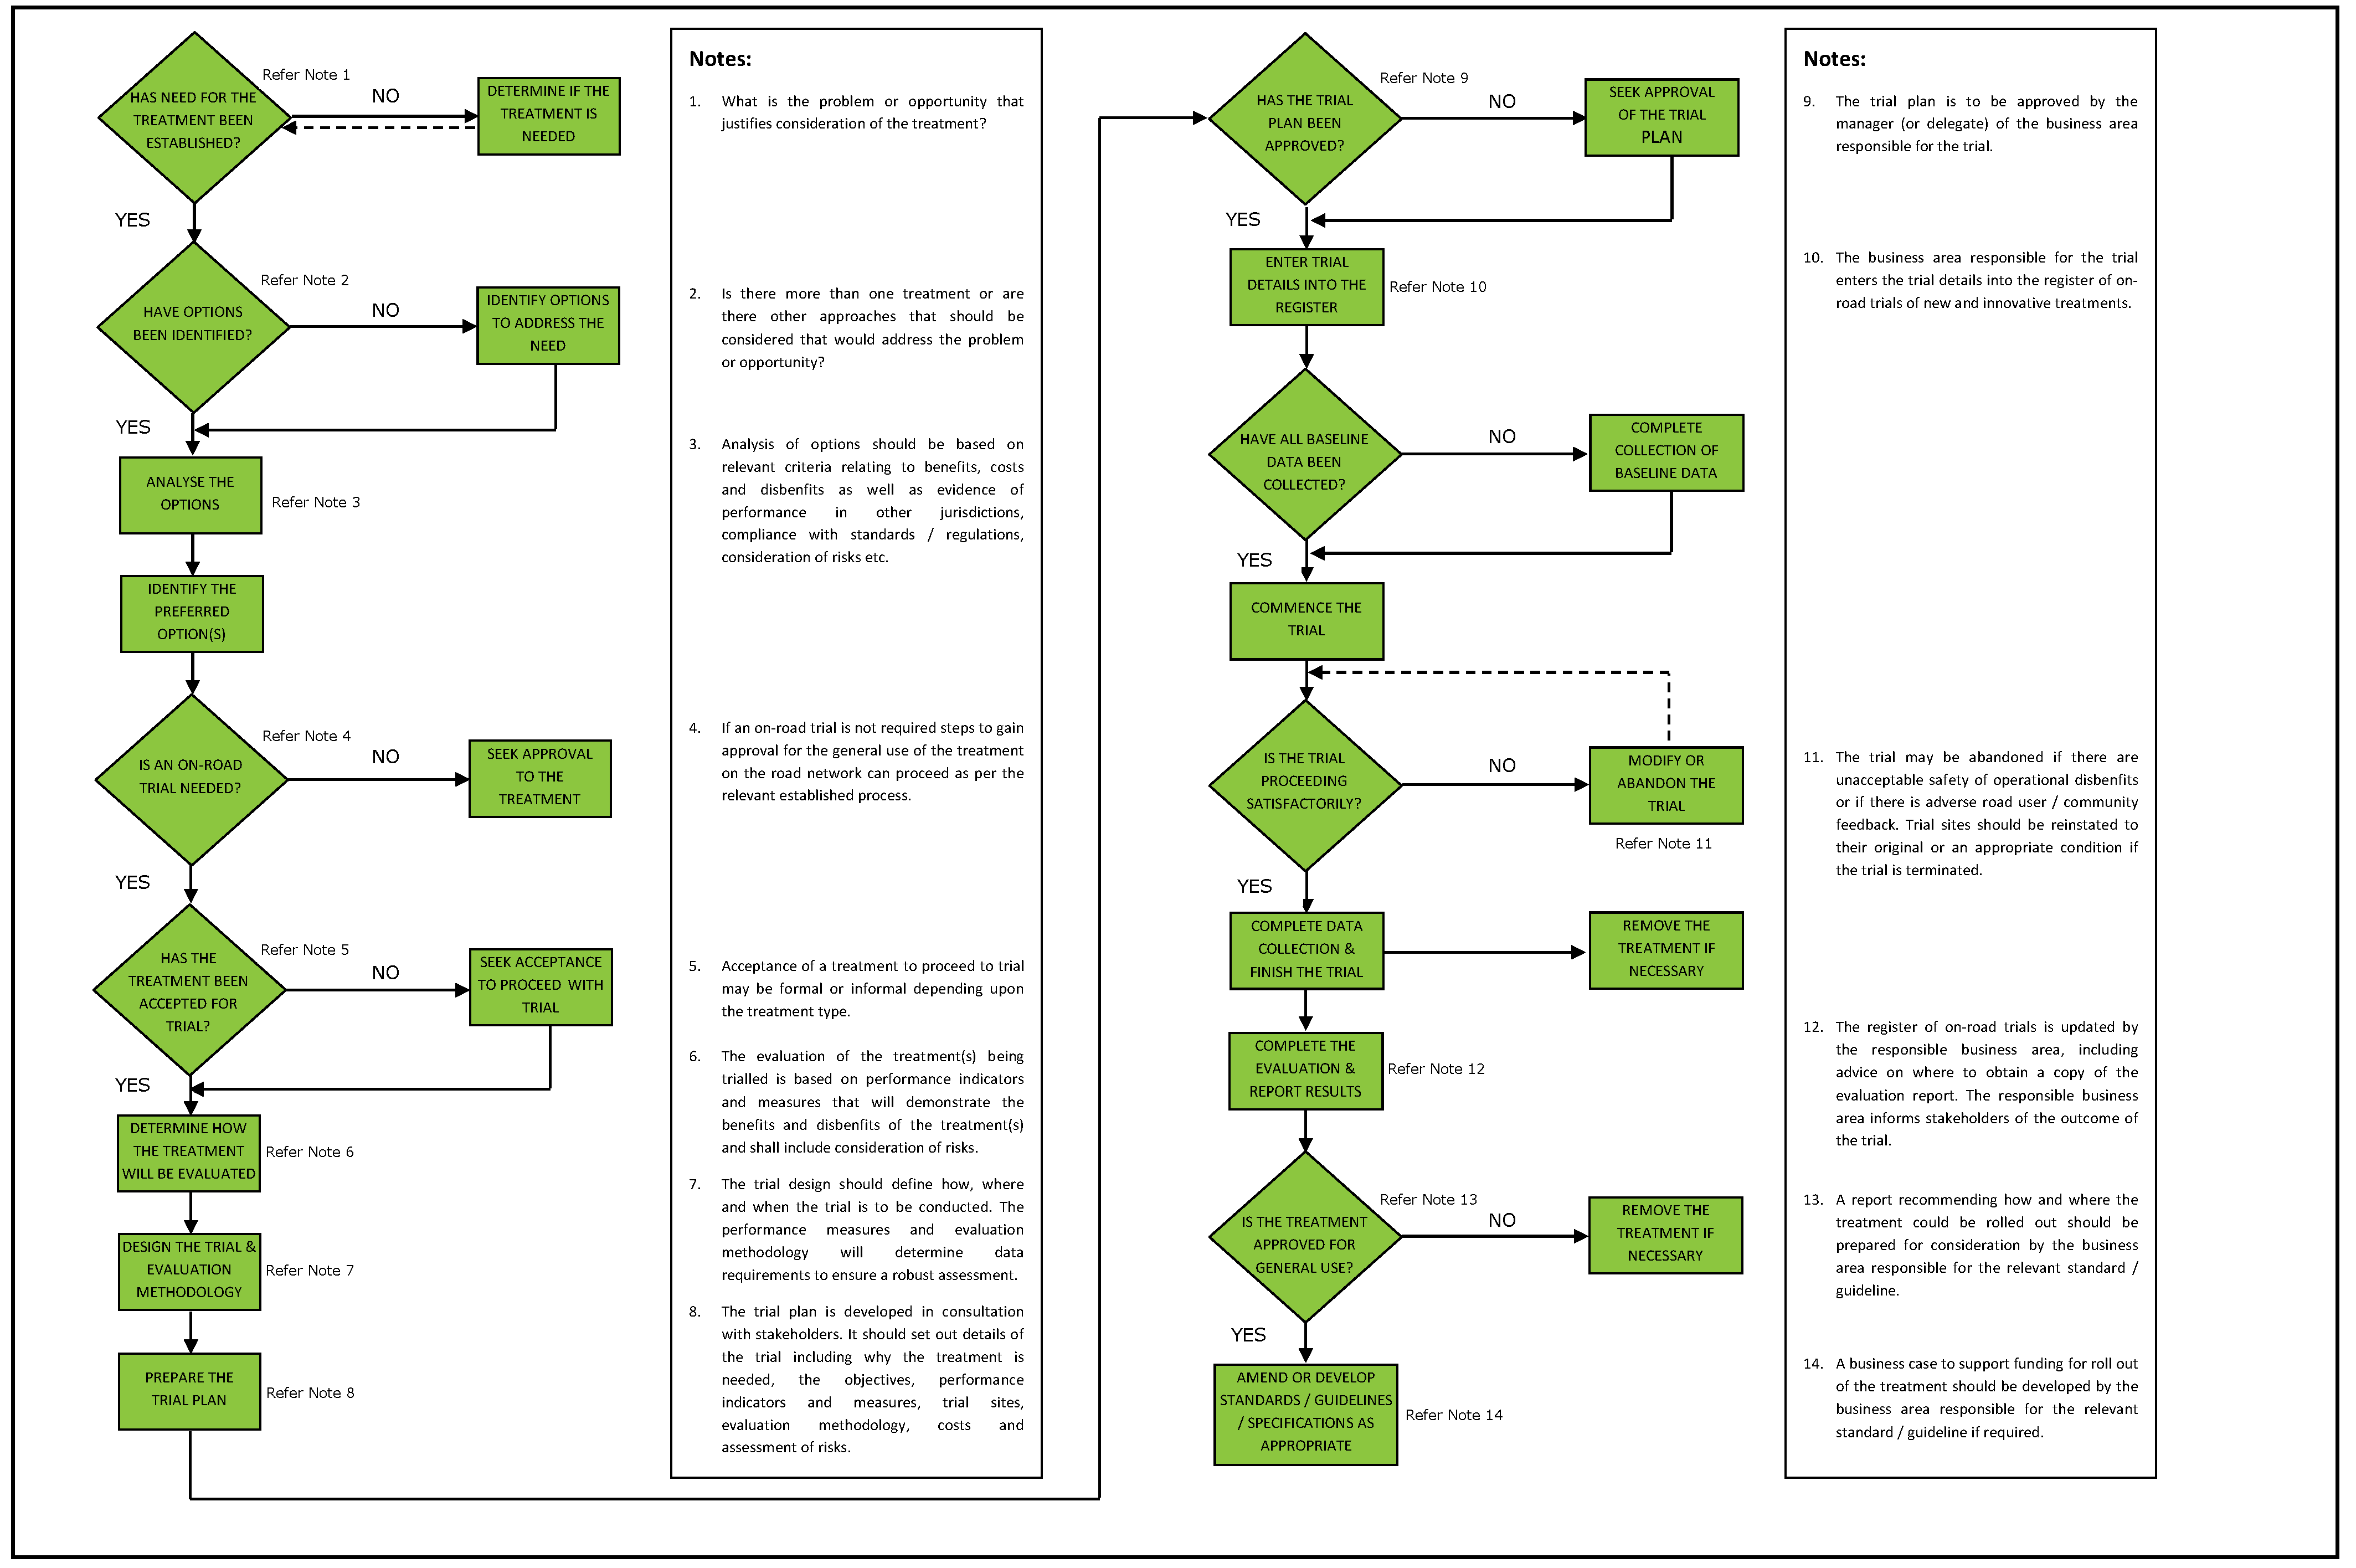 Refer Note 1
HAS NEED FOR THE
TREATMENT BEEN
ESTABLISHED?
NO
DETERMINE IF THE
TREATMENT IS
NEEDED
YES
Refer Note 2
HAVE OPTIONS
BEEN IDENTIFIED?
NO
IDENTIFY OPTIONS
TO ADDRESS THE
NEED
YES
ANALYSE THE
OPTIONS
Refer Note 3
IDENTIFY THE
PREFERRED
OPTION(S)
Refer Note 4
IS AN ON-ROAD
TRIAL NEEDED?
NO
SEEK APPROVAL
TO THE
TREATMENT
YES
Refer Note 5
HAS THE
TREATMENT BEEN
ACCEPTED FOR
TRIAL?
NO
SEEK ACCEPTANCE
TO PROCEED WITH
TRIAL
YES
DETERMINE HOW
THE TREATMENT
WILL BE EVALUATED
Refer Note 6
DESIGN THE TRIAL &
EVALUATION
METHODOLOGY
Refer Note 7
PREPARE THE
TRIAL PLAN
Refer Note 8
Notes:
1. What is the problem or opportunity that
justifies consideration of the treatment?
2. Is there more than one treatment or are
there other approaches that should be
considered that would address the problem
or opportunity?
3. Analysis of options should be based on
relevant criteria relating to benefits, costs
and disbenfits as well as evidence of
performance in other jurisdictions,
compliance with standards / regulations,
consideration of risks etc.
4. If an on-road trial is not required steps to gain
approval for the general use of the treatment
on the road network can proceed as per the
relevant established process.
5. Acceptance of a treatment to proceed to trial
may be formal or informal depending upon
the treatment type.
6. The evaluation of the treatment(s) being
trialled is based on performance indicators
and measures that will demonstrate the
benefits and disbenfits of the treatment(s)
and shall include consideration of risks.
7. The trial design should define how, where
and when the trial is to be conducted. The
performance measures and evaluation
methodology will determine data
requirements to ensure a robust assessment.
8. The trial plan is developed in consultation
with stakeholders. It should set out details of
the trial including why the treatment is
needed, the objectives, performance
indicators and measures, trial sites,
evaluation methodology, costs and
assessment of risks.
Refer Note 9
HAS THE TRIAL
PLAN BEEN
APPROVED?
NO
SEEK APPROVAL
OF THE TRIAL
PLAN
YES
ENTER TRIAL
DETAILS INTO THE
REGISTER
Refer Note 10
HAVE ALL BASELINE
DATA BEEN
COLLECTED?
NO
COMPLETE
COLLECTION OF
BASELINE DATA
YES
COMMENCE THE
TRIAL
IS THE TRIAL
PROCEEDING
SATISFACTORILY?
NO
MODIFY OR
ABANDON THE
TRIAL
Refer Note 11
YES
COMPLETE DATA
COLLECTION &
FINISH THE TRIAL
REMOVE THE
TREATMENT IF
NECESSARY
COMPLETE THE
EVALUATION &
REPORT RESULTS
Refer Note 12
Refer Note 13
IS THE TREATMENT
APPROVED FOR
GENERAL USE?
NO
REMOVE THE
TREATMENT IF
NECESSARY
YES
AMEND OR DEVELOP
STANDARDS / GUIDELINES
/ SPECIFICATIONS AS
APPROPRIATE
Refer Note 14
Notes:
9. The trial plan is to be approved by the
manager (or delegate) of the business area
responsible for the trial.
10. The business area responsible for the trial
enters the trial details into the register of on-
road trials of new and innovative treatments.
11. The trial may be abandoned if there are
unacceptable safety of operational disbenfits
or if there is adverse road user / community
feedback. Trial sites should be reinstated to
their original or an appropriate condition if
the trial is terminated.
12. The register of on-road trials is updated by
the responsible business area, including
advice on where to obtain a copy of the
evaluation report. The responsible business
area informs stakeholders of the outcome of
the trial.
13. A report recommending how and where the
treatment could be rolled out should be
prepared for consideration by the business
area responsible for the relevant standard /
guideline.
14. A business case to support funding for roll out
of the treatment should be developed by the
business area responsible for the relevant
standard / guideline if required.